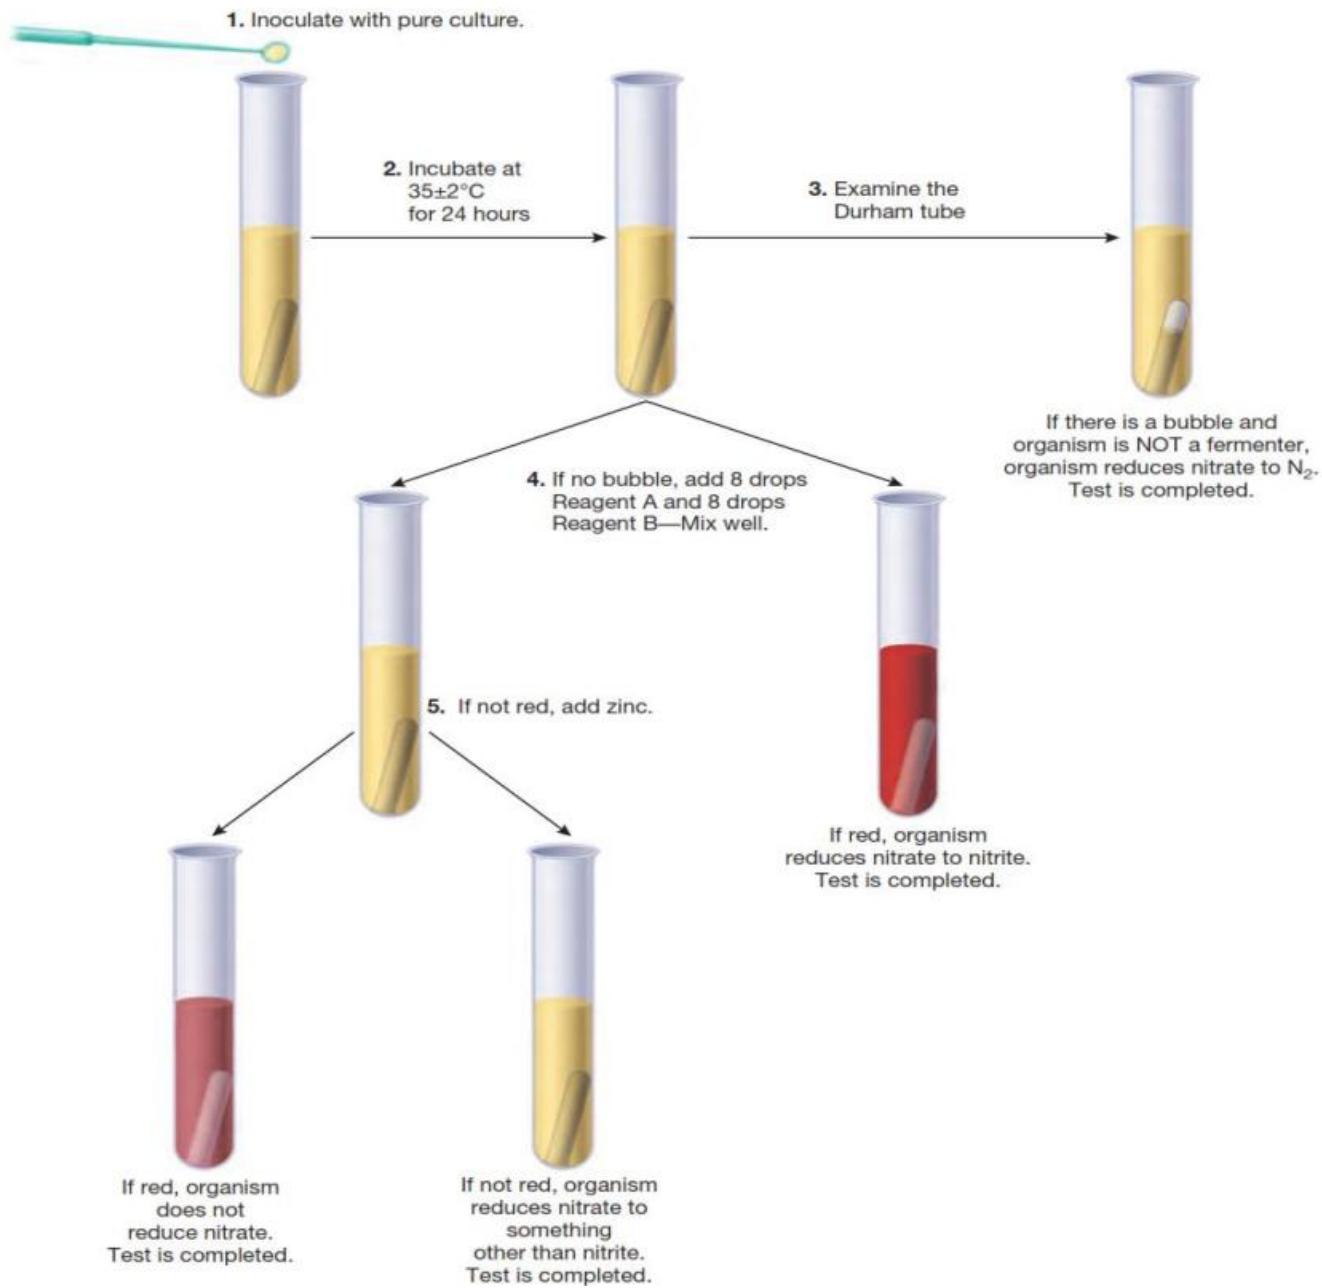 1. Inoculate with pure culture.
2. Incubate at
35±2°C
for 24 hours
3. Examine the
Durham tube
If there is a bubble and
organism is NOT a fermenter,
organism reduces nitrate to N₂.
Test is completed.
4. If no bubble, add 8 drops
Reagent A and 8 drops
Reagent B—Mix well.
5. If not red, add zinc.
If red, organism
reduces nitrate to nitrite.
Test is completed.
If red, organism
does not
reduce nitrate.
Test is completed.
If not red, organism
reduces nitrate to
something
other than nitrite.
Test is completed.